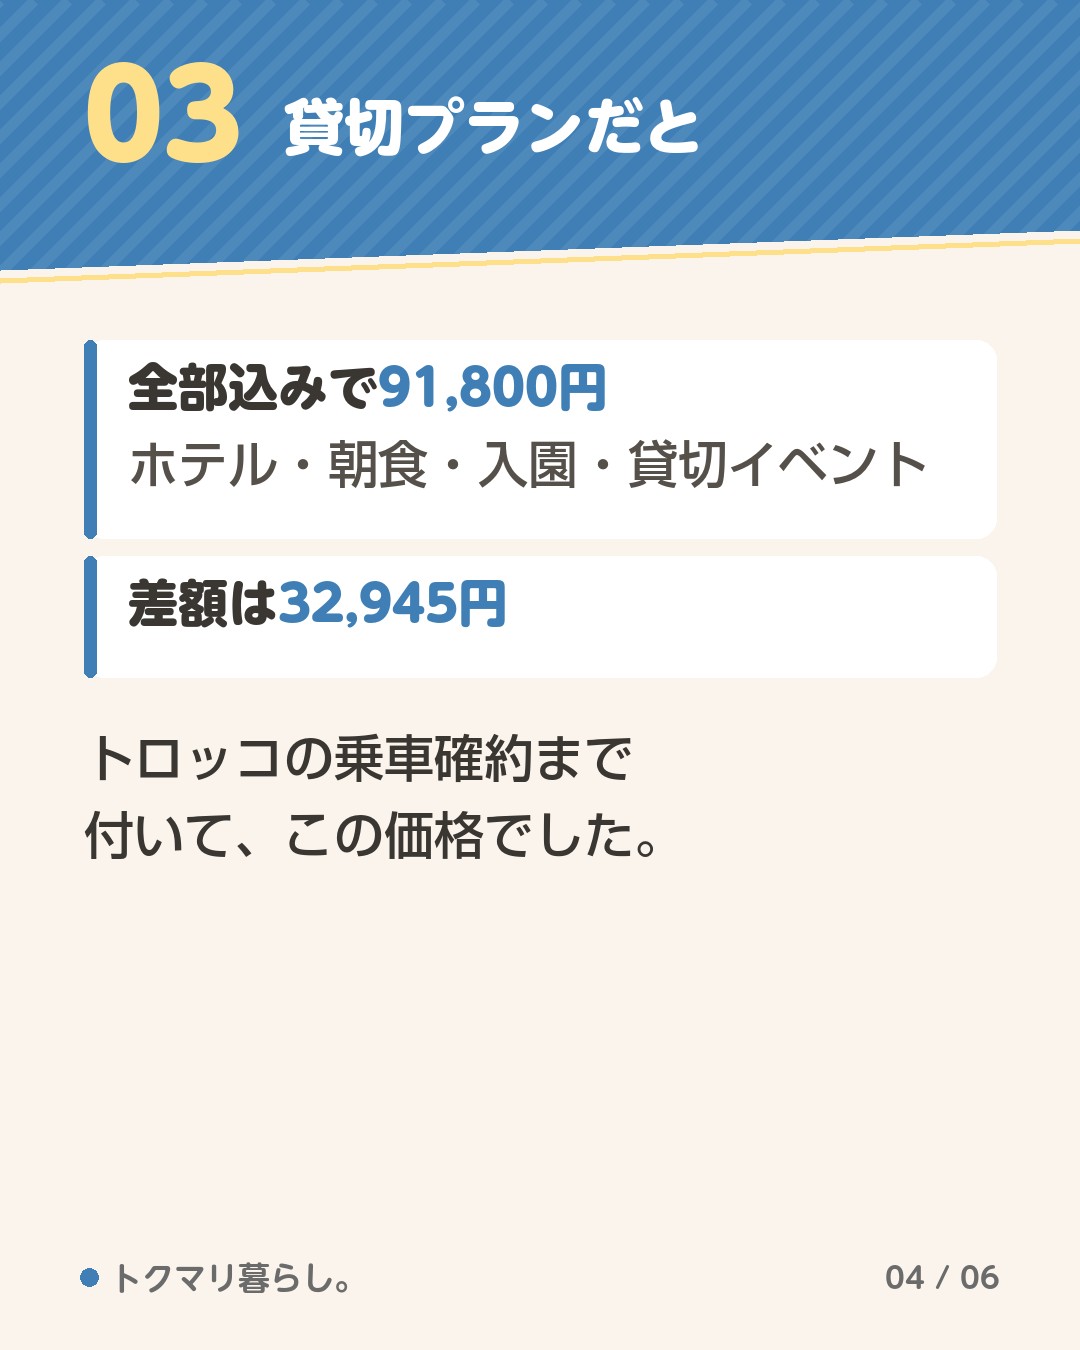 03 貸切プランだと
全部込みで91,800円
ホテル・朝食・入園・貸切イベント
差額は32,945円
トロッコの乗車確約まで
付いて、この価格でした。
トクマリ暮らし。
04 / 06